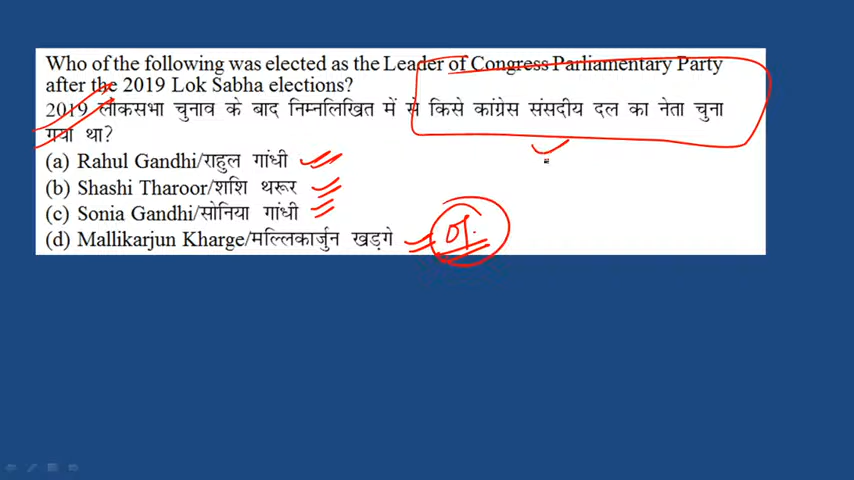 Who of the following was elected as the Leader of Congress Parliamentary Party
after the 2019 Lok Sabha elections?
2019 लोकसभा चुनाव के बाद निम्नलिखित में से किसे कांग्रेस संसदीय दल का नेता चुना
गया था?
(a) Rahul Gandhi/राहुल गांधी
(b) Shashi Tharoor/शशि थरूर
(c) Sonia Gandhi/सोनिया गांधी
(d) Mallikarjun Kharge/मल्लिकार्जुन खड़गे